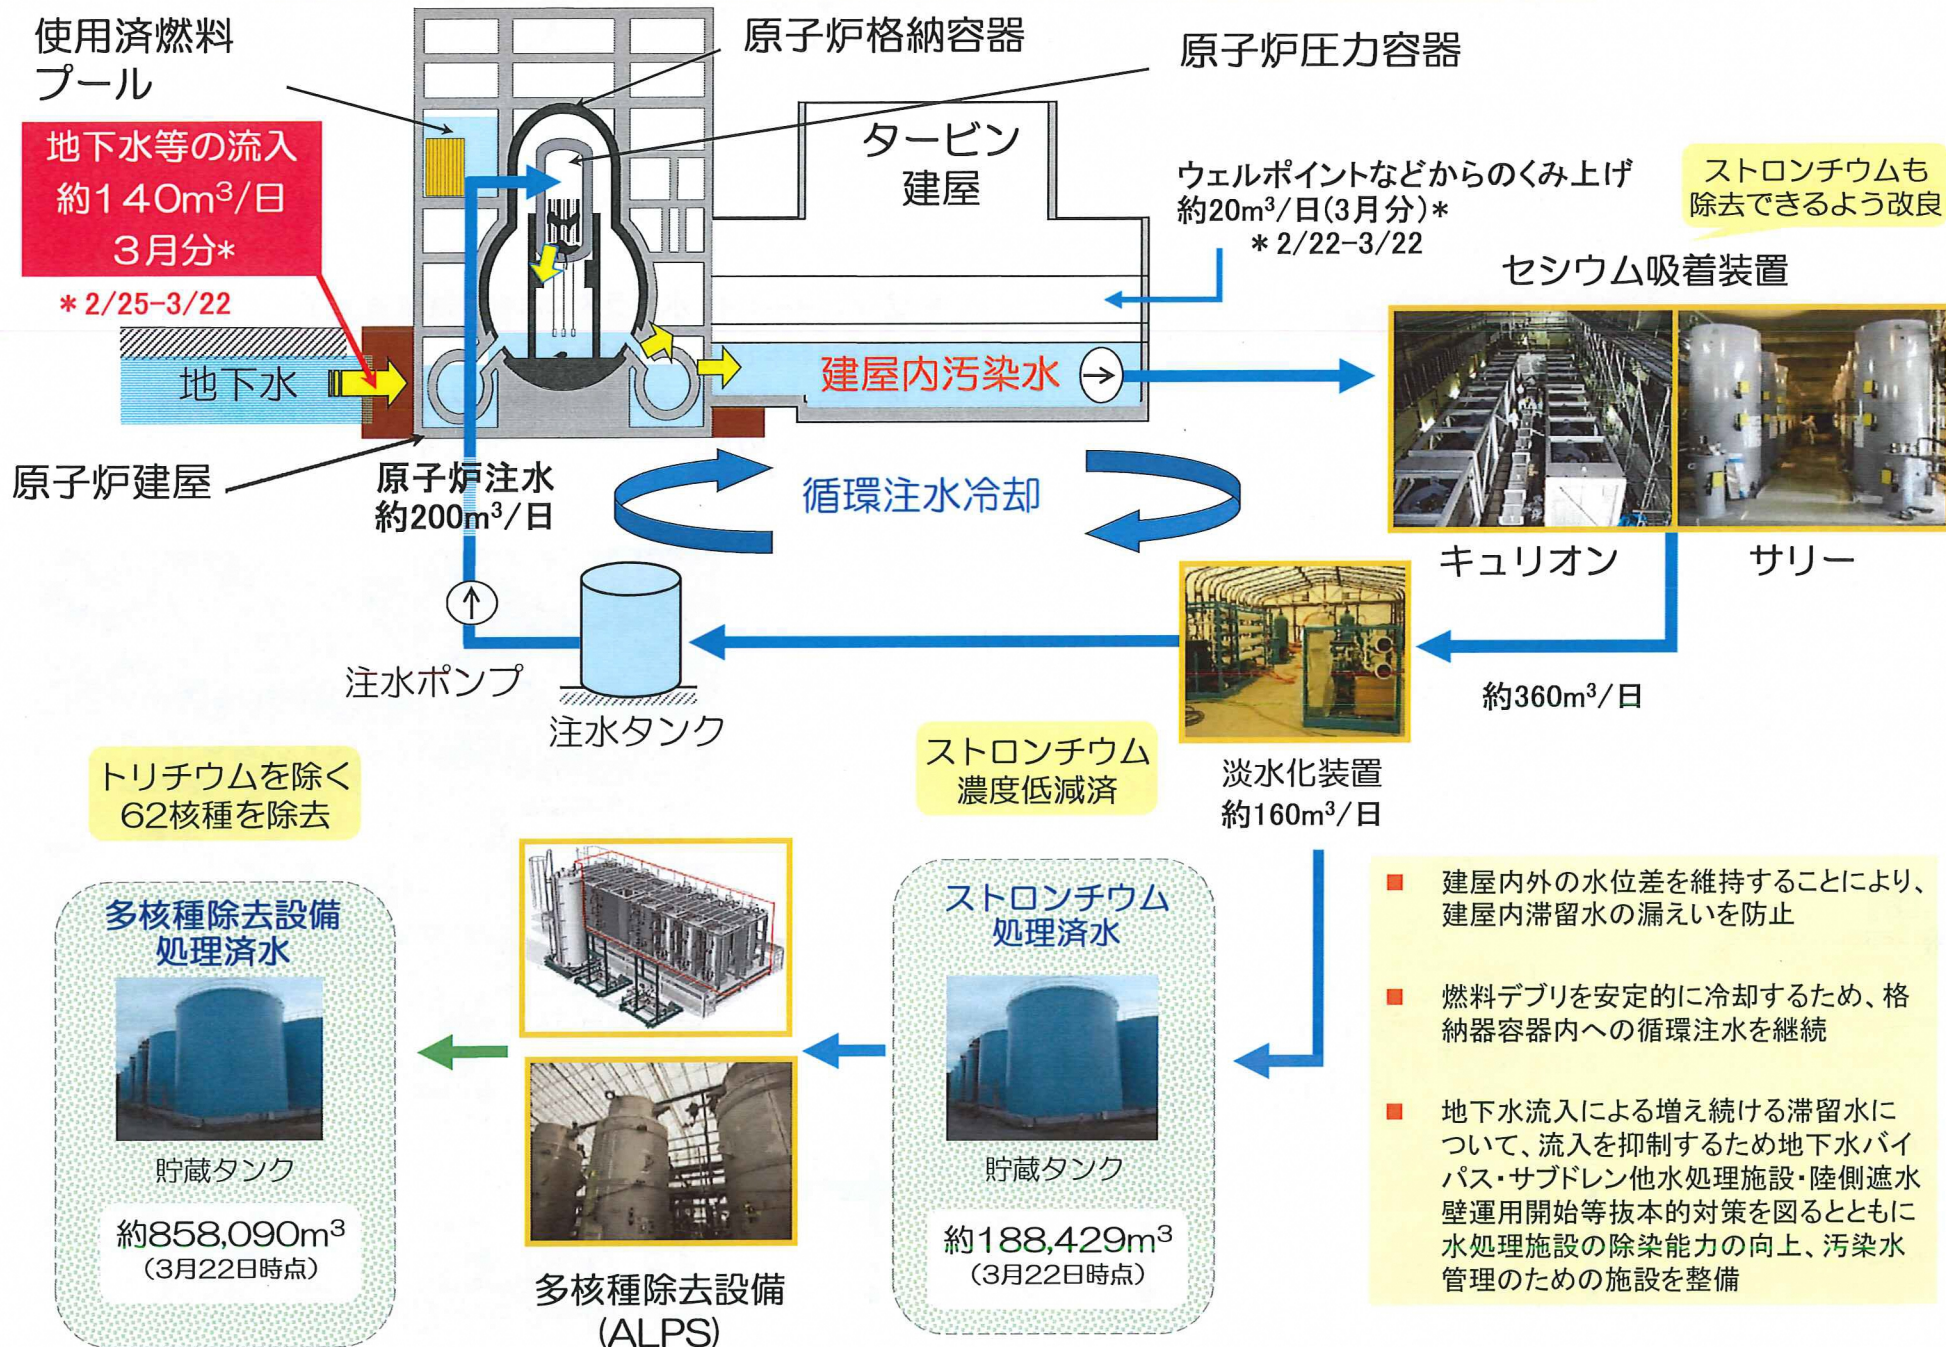 使用済燃料
プール
原子炉格納容器
原子炉圧力容器
地下水等の流入
約140m³/日
3月分*
*2/25-3/22
タービン
建屋
ウェルポイントなどからのくみ上げ
約20m³/日(3月分)*
*2/22-3/22
ストロンチウムも
除去できるよう改良
セシウム吸着装置
地下水
建屋内汚染水
原子炉建屋
原子炉注水
約200m³/日
循環注水冷却
キュリオン
サリー
注水ポンプ
注水タンク
約360m³/日
淡水化装置
約160m³/日
ストロンチウム
濃度低減済
トリチウムを除く
62核種を除去
多核種除去設備
処理済水
貯蔵タンク
約858,090m³
(3月22日時点)
多核種除去設備
(ALPS)
ストロンチウム
処理済水
貯蔵タンク
約188,429m³
(3月22日時点)
■ 建屋内外の水位差を維持することにより、
建屋内滞留水の漏えいを防止
■ 燃料デブリを安定的に冷却するため、格
納器容器内への循環注水を継続
■ 地下水流入による増え続ける滞留水に
ついて、流入を抑制するため地下水バイ
パス・サブドレン他水処理施設・陸側遮水
壁運用開始等抜本的対策を図るとともに
水処理施設の除染能力の向上、汚染水
管理のための施設を整備